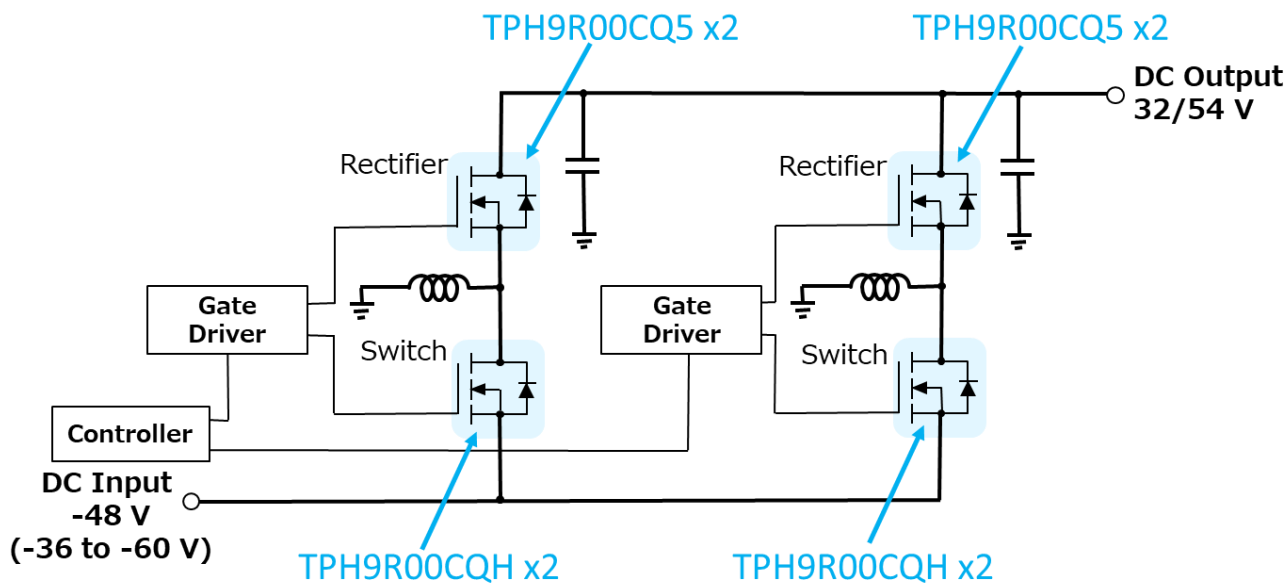 TPH9R00CQ5 x2
TPH9R00CQ5 x2
DC Output
32/54 V
Rectifier
Rectifier
Gate
Driver
Gate
Driver
Switch
Switch
Controller
DC Input
-48 V
(-36 to -60 V)
TPH9R00CQH x2
TPH9R00CQH x2